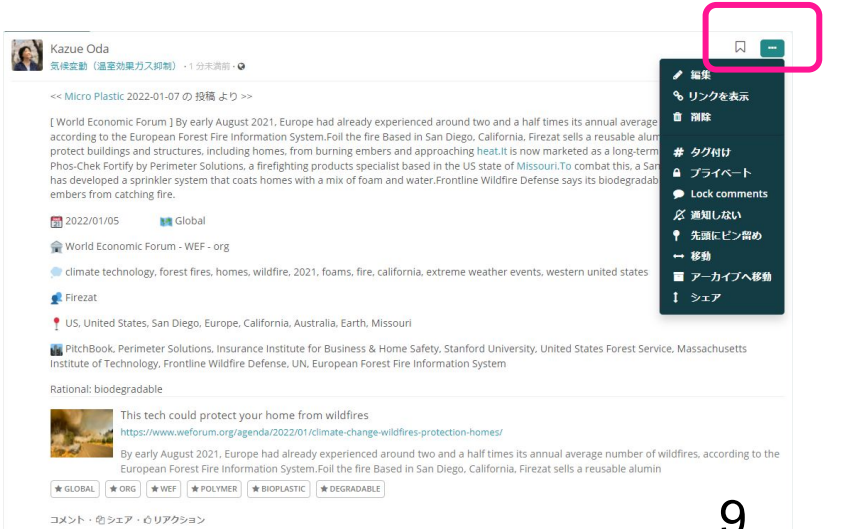 Kazue Oda
気候変動（温室効果ガス抑制） · 1 分未満前 ·
<< Micro Plastic 2022-01-07 の 投稿 より >>
[ World Economic Forum ] By early August 2021, Europe had already experienced around two and a half times its annual average
according to the European Forest Fire Information System.Foil the fire Based in San Diego, California, Firezat sells a reusable alum
protect buildings and structures, including homes, from burning embers and approaching heat.It is now marketed as a long-term
Phos-Chek Fortify by Perimeter Solutions, a firefighting products specialist based in the US state of Missouri.To combat this, a San
has developed a sprinkler system that coats homes with a mix of foam and water.Frontline Wildfire Defense says its biodegradab
embers from catching fire.
編集
リンクを表示
削除
# タグ付け
プライベート
Lock comments
通知しない
先頭にピン留め
移動
アーカイブへ移動
シェア
2022/01/05 Global
World Economic Forum - WEF - org
climate technology, forest fires, homes, wildfire, 2021, foams, fire, california, extreme weather events, western united states
Firezat
US, United States, San Diego, Europe, California, Australia, Earth, Missouri
PitchBook, Perimeter Solutions, Insurance Institute for Business & Home Safety, Stanford University, United States Forest Service, Massachusetts
Institute of Technology, Frontline Wildfire Defense, UN, European Forest Fire Information System
Rational: biodegradable
This tech could protect your home from wildfires
https://www.weforum.org/agenda/2022/01/climate-change-wildfires-protection-homes/
By early August 2021, Europe had already experienced around two and a half times its annual average number of wildfires, according to the
European Forest Fire Information System.Foil the fire Based in San Diego, California, Firezat sells a reusable alumin
★ GLOBAL ★ ORG ★ WEF ★ POLYMER ★ BIOPLASTIC ★ DEGRADABLE
コメント · シェア · リアクション
9